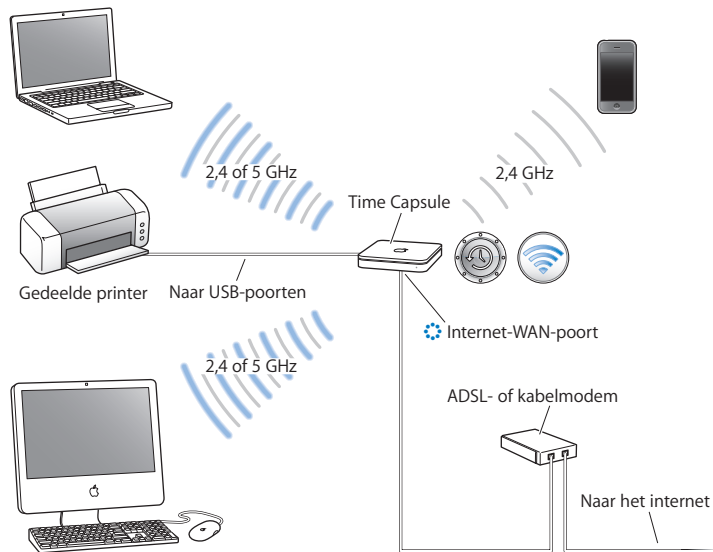 2,4 of 5 GHz
2,4 GHz
Time Capsule
Gedeelde printer
Naar USB-poorten
Internet-WAN-poort
2,4 of 5 GHz
ADSL- of kabelmodem
Naar het internet